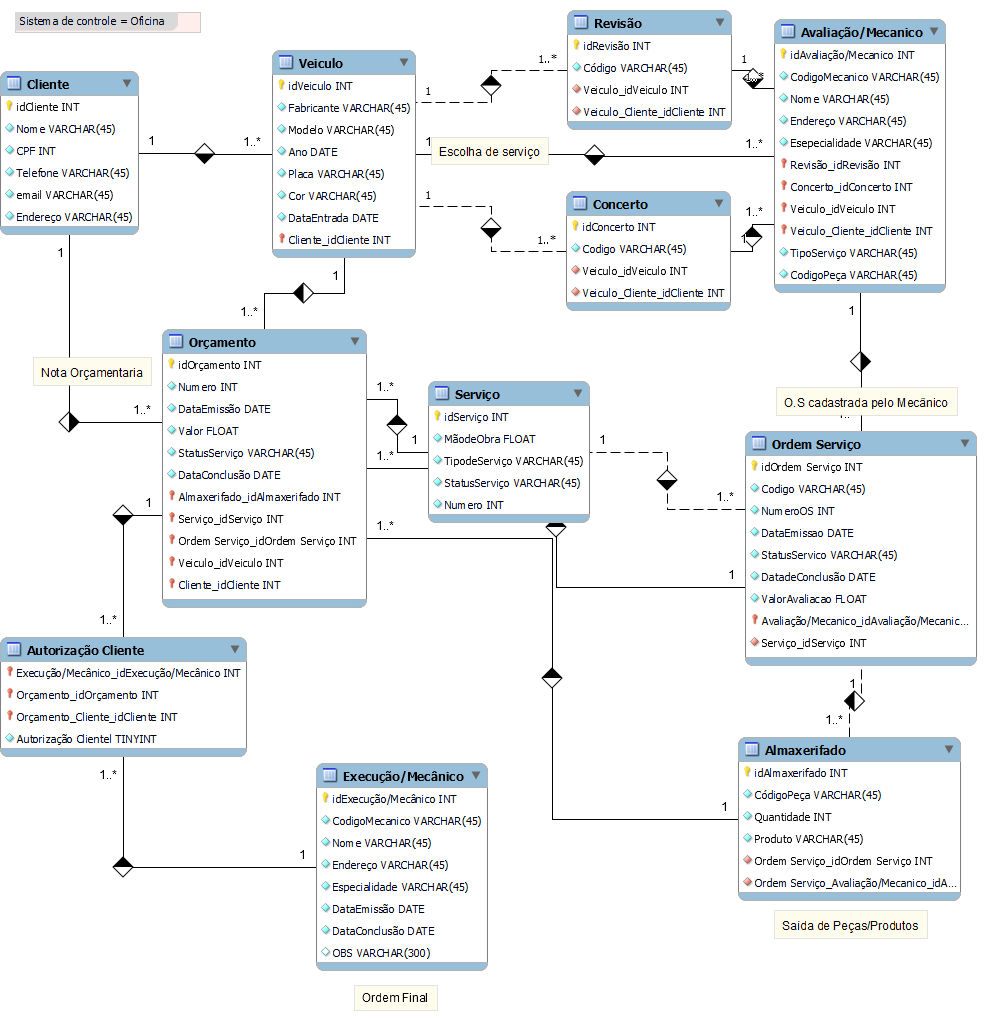 Sistema de controle = Oficina
Cliente
idCliente INT
Nome VARCHAR(45)
CPF INT
Telefone VARCHAR(45)
email VARCHAR(45)
Endereço VARCHAR(45)
1
1..*
Veiculo
idVeiculo INT
Fabricante VARCHAR(45)
Modelo VARCHAR(45)
Ano DATE
Placa VARCHAR(45)
Cor VARCHAR(45)
DataEntrada DATE
Cliente_idCliente INT
1
1..*
Revisão
idRevisão INT
Código VARCHAR(45)
Veiculo_idVeiculo INT
Veiculo_Cliente_idCliente INT
1
1..*
Avaliação/Mecanico
idAvaliação/Mecanico INT
CodigoMecanico VARCHAR(45)
Nome VARCHAR(45)
Endereço VARCHAR(45)
Esepecialidade VARCHAR(45)
Revisão_idRevisão INT
Concerto_idConcerto INT
Veiculo_idVeiculo INT
Veiculo_Cliente_idCliente INT
TipoServiço VARCHAR(45)
CodigoPeça VARCHAR(45)
1
Escolha de serviço
1..*
1
1..*
Concerto
idConcerto INT
Codigo VARCHAR(45)
Veiculo_idVeiculo INT
Veiculo_Cliente_idCliente INT
1..*
1
1
1..*
1
Nota Orçamentaria
1..*
Orçamento
idOrçamento INT
Numero INT
DataEmissão DATE
Valor FLOAT
StatusServiço VARCHAR(45)
DataConclusão DATE
Almaxerifado_idAlmaxerifado INT
Serviço_idServiço INT
Ordem Serviço_idOrdem Serviço INT
Veiculo_idVeiculo INT
Cliente_idCliente INT
1..*
1
1..*
1..*
Serviço
idServiço INT
MãodeObra FLOAT
TipodeServiço VARCHAR(45)
StatusServiço VARCHAR(45)
Numero INT
1
1..*
1
1
O.S cadastrada pelo Mecânico
1..*
Ordem Serviço
idOrdem Serviço INT
Codigo VARCHAR(45)
NumeroOS INT
DataEmissao DATE
StatusServico VARCHAR(45)
DatadeConclusão DATE
ValorAvaliacao FLOAT
Avaliação/Mecanico_idAvaliação/Mecanic...
Serviço_idServiço INT
1
1..*
1
1..*
Autorização Cliente
Execução/Mecânico_idExecução/Mecânico INT
Orçamento_idOrçamento INT
Orçamento_Cliente_idCliente INT
Autorização Clientel TINYINT
1..*
1
Execução/Mecânico
idExecução/Mecânico INT
CodigoMecanico VARCHAR(45)
Nome VARCHAR(45)
Endereço VARCHAR(45)
Especialidade VARCHAR(45)
DataEmissão DATE
DataConclusão DATE
OBS VARCHAR(300)
Ordem Final
1
Almaxerifado
idAlmaxerifado INT
CódigoPeça VARCHAR(45)
Quantidade INT
Produto VARCHAR(45)
Ordem Serviço_idOrdem Serviço INT
Ordem Serviço_Avaliação/Mecanico_idA...
Saída de Peças/Produtos